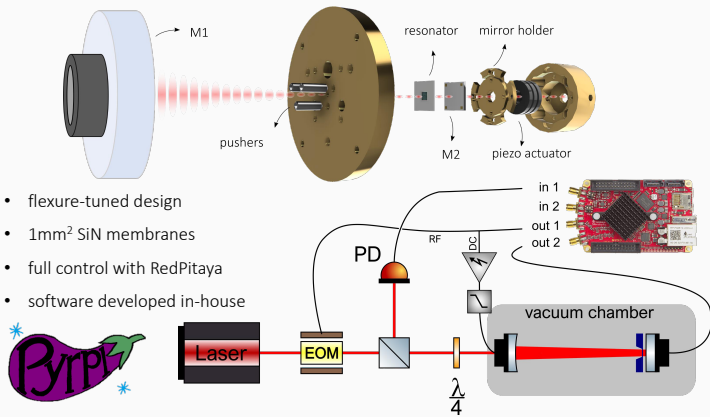 M1
resonator
mirror holder
pushers
M2
piezo actuator
• flexure-tuned design
• 1mm² SiN membranes
• full control with RedPitaya
• software developed in-house
in 1
in 2
out 1
out 2
RF
DC
PD
vacuum chamber
Laser
EOM
λ
4
Pyrpl